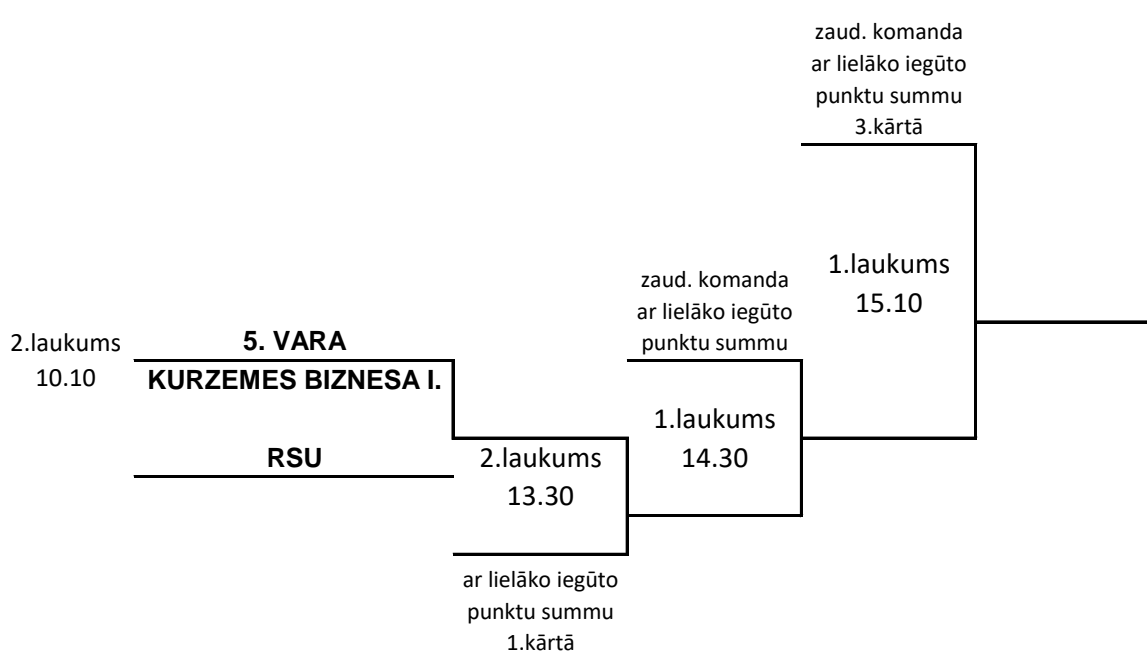 zaud. komanda
ar lielāko iegūto
punktu summu
3.kārtā
1.laukums
15.10
zaud. komanda
ar lielāko iegūto
punktu summu
1.laukums
14.30
2.laukums
10.10
5. VARA
KURZEMES BIZNESA I.
RSU
2.laukums
13.30
ar lielāko iegūto
punktu summu
1.kārtā